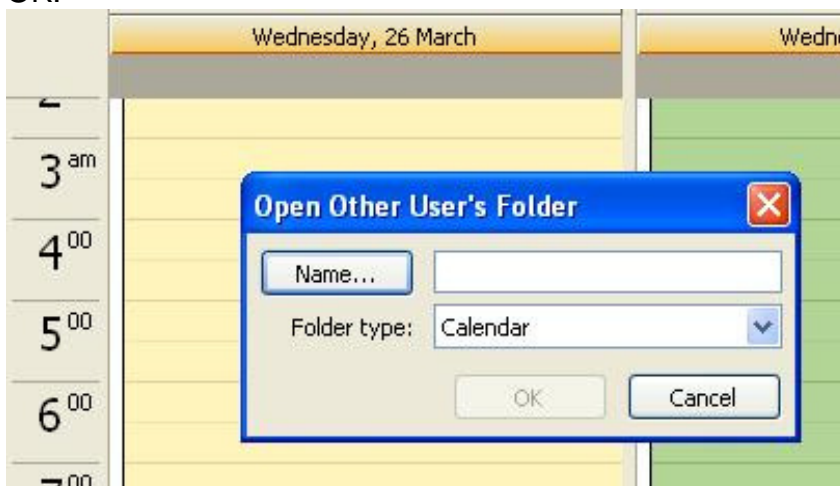 Wednesday, 26 March
Wedne
3 am
Open Other User's Folder
4 00
Name...
5 00
Folder type: Calendar
6 00
OK Cancel